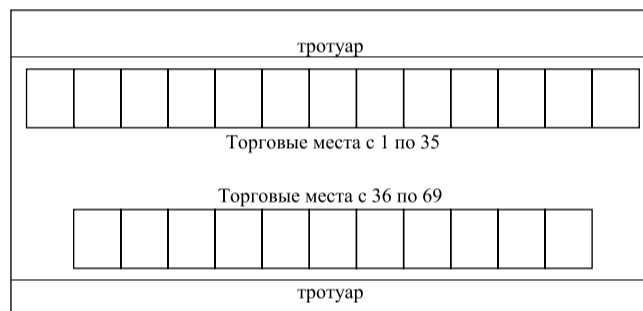 тротуар
Торговые места с 1 по 35
Торговые места с 36 по 69
тротуар